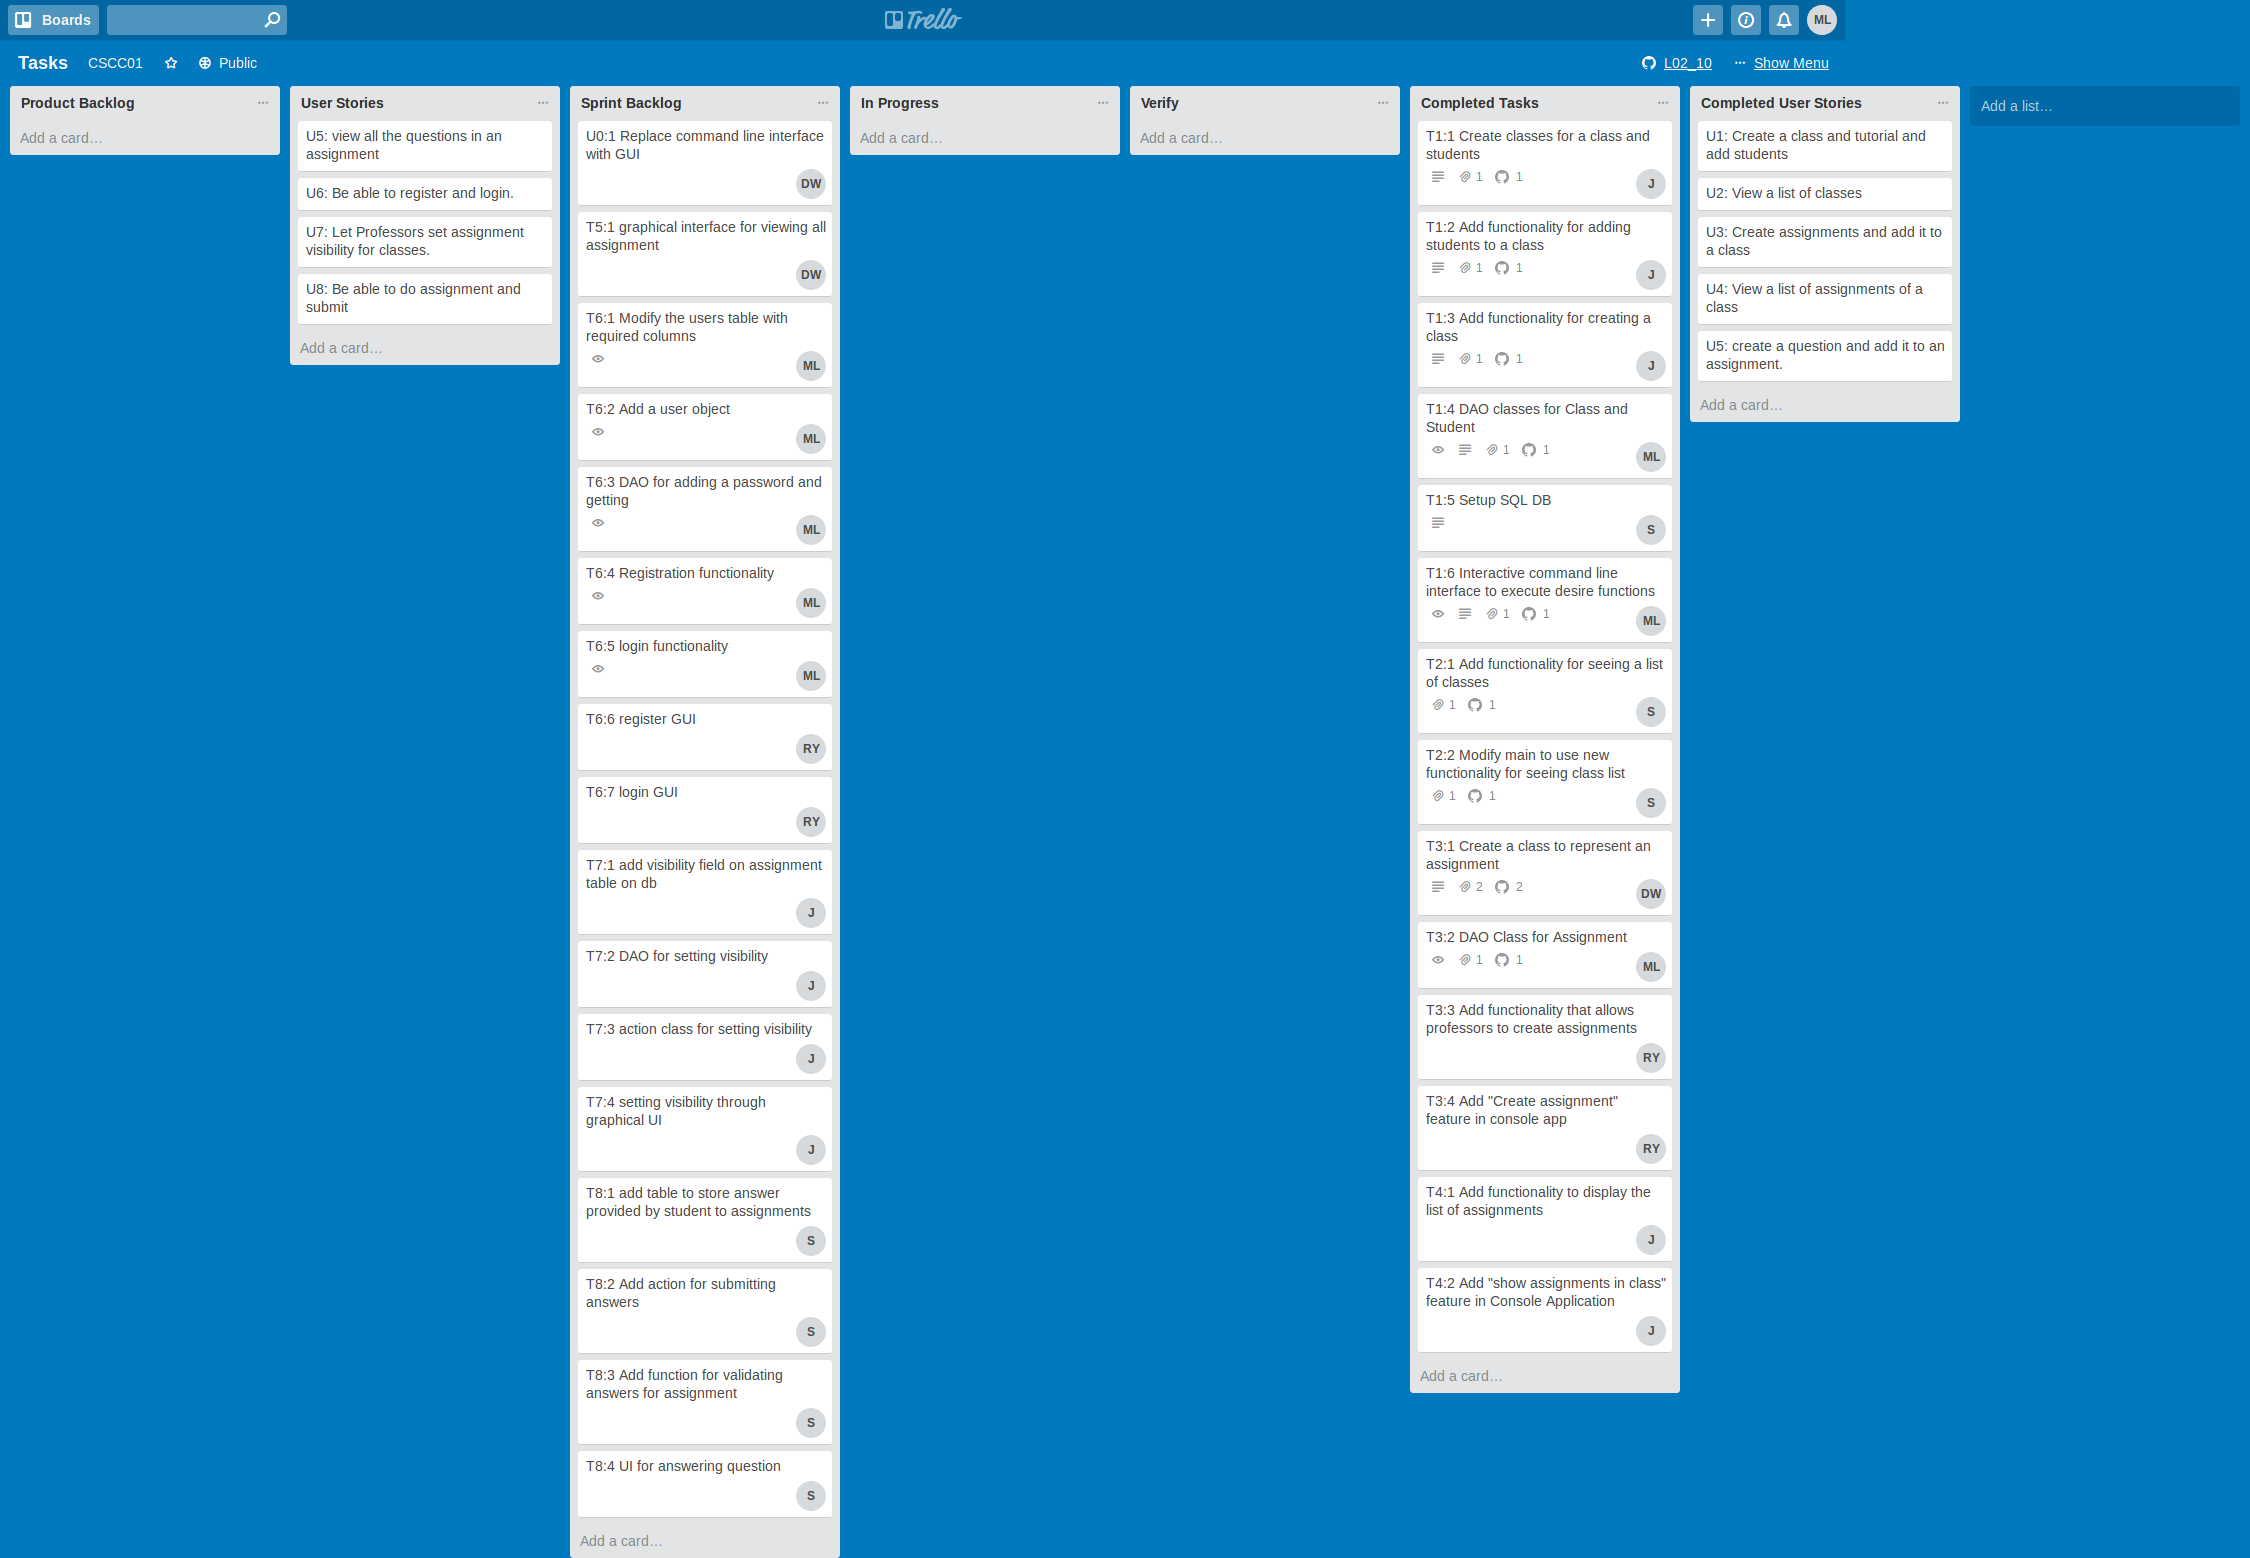 Boards
Trello
ML
Tasks
CSCC01
Public
L02_10
Show Menu
Product Backlog
Add a card…
User Stories
U5: view all the questions in an
assignment
U6: Be able to register and login.
U7: Let Professors set assignment
visibility for classes.
U8: Be able to do assignment and
submit
Add a card…
Sprint Backlog
U0:1 Replace command line interface
with GUI
DW
T5:1 graphical interface for viewing all
assignment
DW
T6:1 Modify the users table with
required columns
ML
T6:2 Add a user object
ML
T6:3 DAO for adding a password and
getting
ML
T6:4 Registration functionality
ML
T6:5 login functionality
ML
T6:6 register GUI
RY
T6:7 login GUI
RY
T7:1 add visibility field on assignment
table on db
J
T7:2 DAO for setting visibility
J
T7:3 action class for setting visibility
J
T7:4 setting visibility through
graphical UI
J
T8:1 add table to store answer
provided by student to assignments
S
T8:2 Add action for submitting
answers
S
T8:3 Add function for validating
answers for assignment
S
T8:4 UI for answering question
S
Add a card…
In Progress
Add a card…
Verify
Add a card…
Completed Tasks
T1:1 Create classes for a class and
students
1 1
J
T1:2 Add functionality for adding
students to a class
1 1
J
T1:3 Add functionality for creating a
class
1 1
J
T1:4 DAO classes for Class and
Student
1 1
ML
T1:5 Setup SQL DB
S
T1:6 Interactive command line
interface to execute desire functions
1 1
ML
T2:1 Add functionality for seeing a list
of classes
1 1
S
T2:2 Modify main to use new
functionality for seeing class list
1 1
S
T3:1 Create a class to represent an
assignment
2 2
DW
T3:2 DAO Class for Assignment
1 1
ML
T3:3 Add functionality that allows
professors to create assignments
RY
T3:4 Add "Create assignment"
feature in console app
RY
T4:1 Add functionality to display the
list of assignments
J
T4:2 Add "show assignments in class"
feature in Console Application
J
Add a card…
Completed User Stories
U1: Create a class and tutorial and
add students
U2: View a list of classes
U3: Create assignments and add it to
a class
U4: View a list of assignments of a
class
U5: create a question and add it to an
assignment.
Add a card…
Add a list…